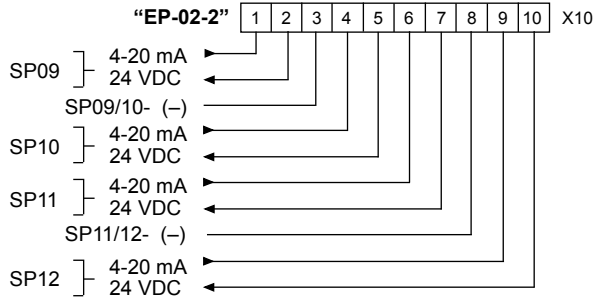 “EP-02-2” 1 2 3 4 5 6 7 8 9 10 X10
SP09 4-20 mA
24 VDC
SP09/10- (–)
SP10 4-20 mA
24 VDC
SP11 4-20 mA
24 VDC
SP11/12- (–)
SP12 4-20 mA
24 VDC